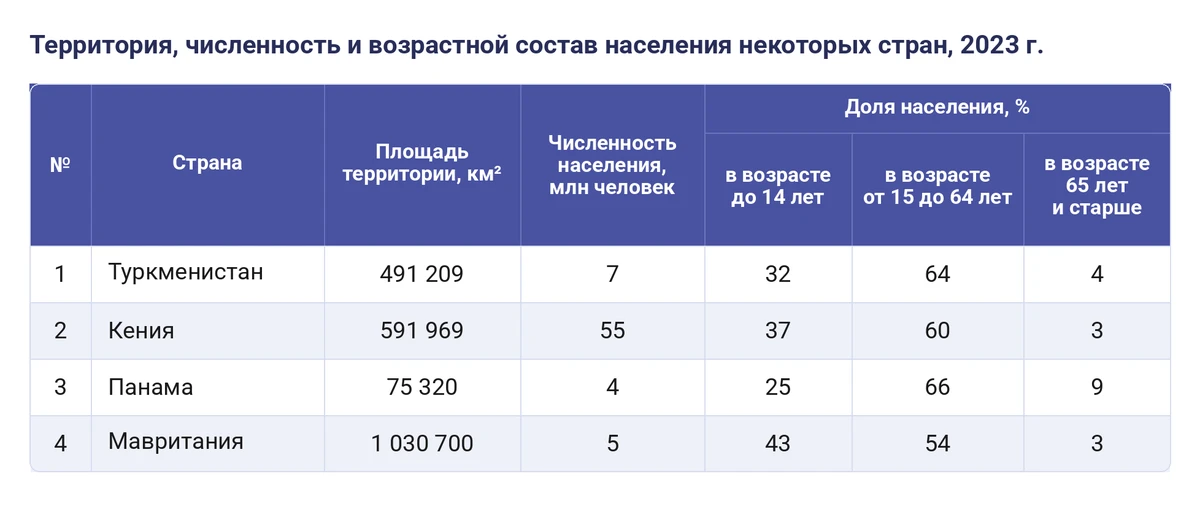 Территория, численность и возрастной состав населения некоторых стран, 2023 г.
№
Страна
Площадь
территории, км²
Численность
населения,
млн человек
Доля населения, %
в возрасте
до 14 лет
в возрасте
от 15 до 64 лет
в возрасте
65 лет
и старше
1 Туркменистан 491 209 7 32 64 4
2 Кения 591 969 55 37 60 3
3 Панама 75 320 4 25 66 9
4 Мавритания 1 030 700 5 43 54 3